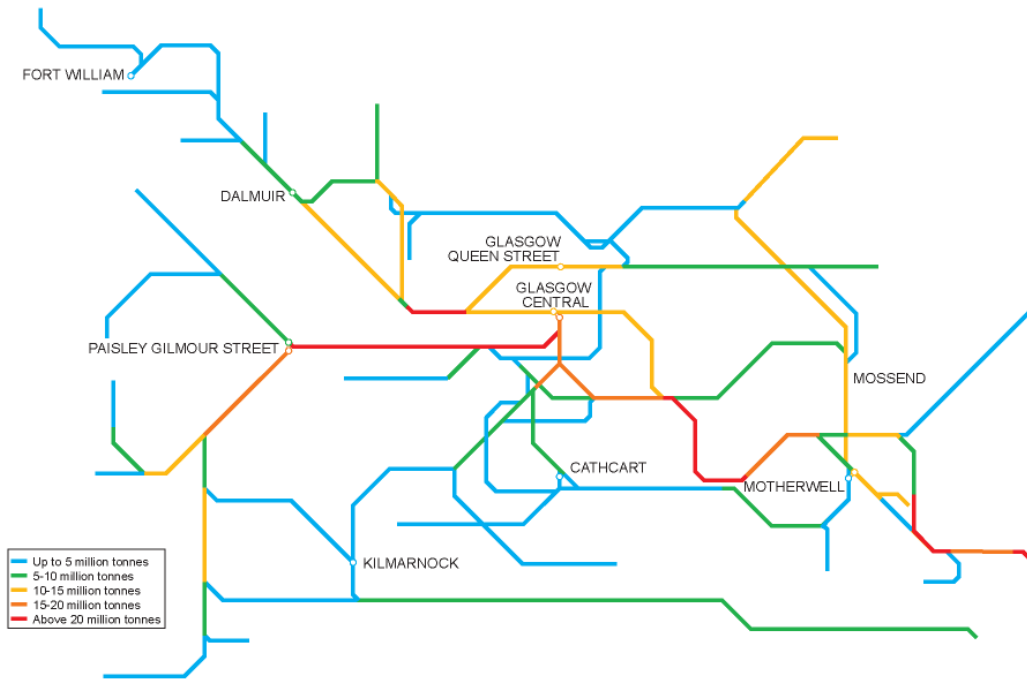 FORT WILLIAM
DALMUIR
GLASGOW
QUEEN STREET
GLASGOW
CENTRAL
PAISLEY GILMOUR STREET
MOSSEND
CATHCART
MOTHERWELL
KILMARNOCK
Up to 5 million tonnes
5-10 million tonnes
10-15 million tonnes
15-20 million tonnes
Above 20 million tonnes